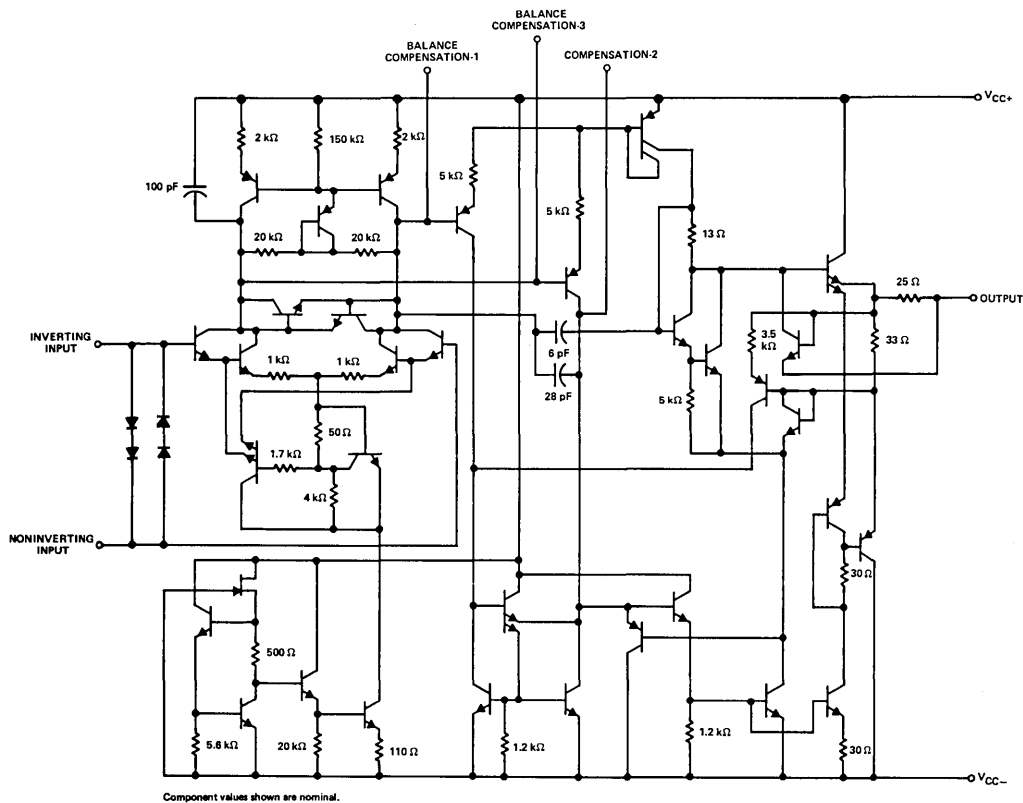 BALANCE
COMPENSATION-3
BALANCE
COMPENSATION-1
COMPENSATION-2
VCC+
2 kΩ
150 kΩ
2 kΩ
100 pF
5 kΩ
5 kΩ
13 Ω
20 kΩ
20 kΩ
25 Ω
OUTPUT
INVERTING
INPUT
6 pF
3.5
kΩ
33 Ω
1 kΩ
1 kΩ
28 pF
5 kΩ
50 Ω
1.7 kΩ
4 kΩ
NONINVERTING
INPUT
30 Ω
500 Ω
5.6 kΩ
20 kΩ
110 Ω
1.2 kΩ
1.2 kΩ
30 Ω
VCC−
Component values shown are nominal.